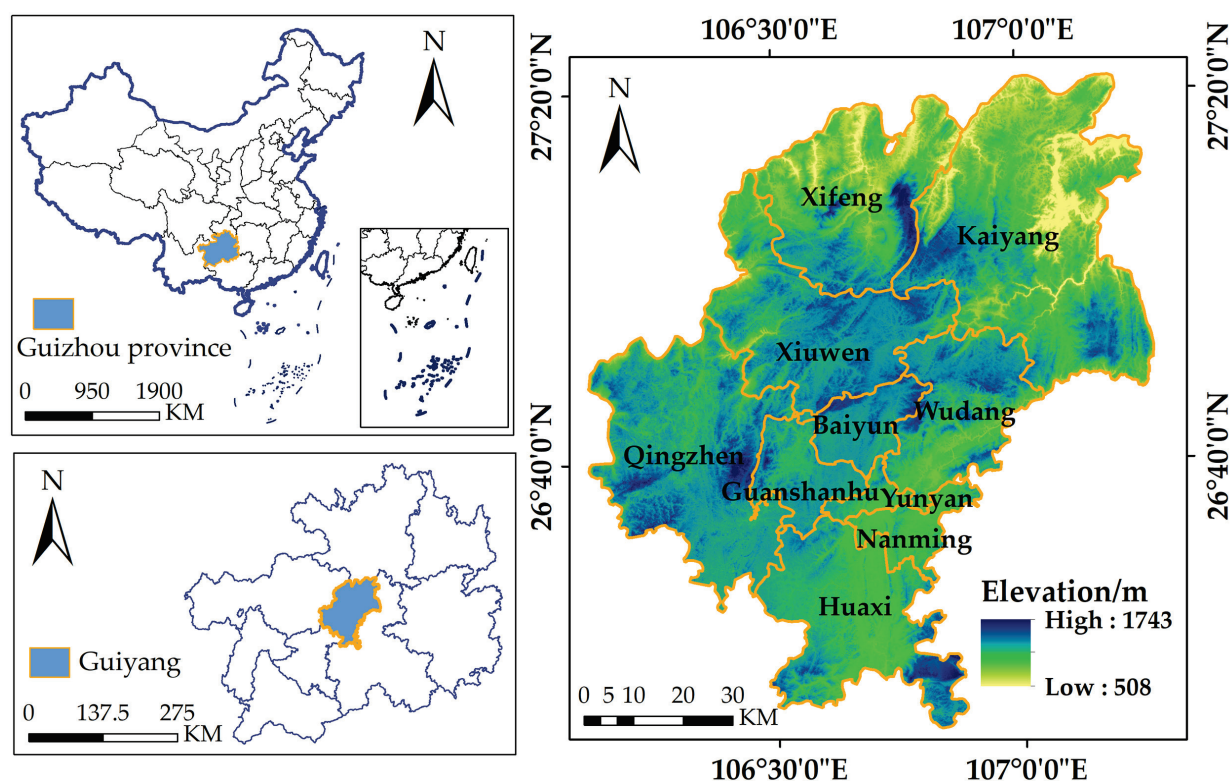 N
Guizhou province
0 950 1900
KM
N
Guiyang
0 137.5 275
KM
106°30'0"E 107°0'0"E
27°20'0"N
27°20'0"N
N
Xifeng
Kaiyang
Xiuwen
Wudang
Baiyun
Qingzhen
26°40'0"N
26°40'0"N
Guanshanhu
Yunyan
Nanming
Huaxi
Elevation/m
High : 1743
Low : 508
0 5 10 20 30
KM
106°30'0"E 107°0'0"E